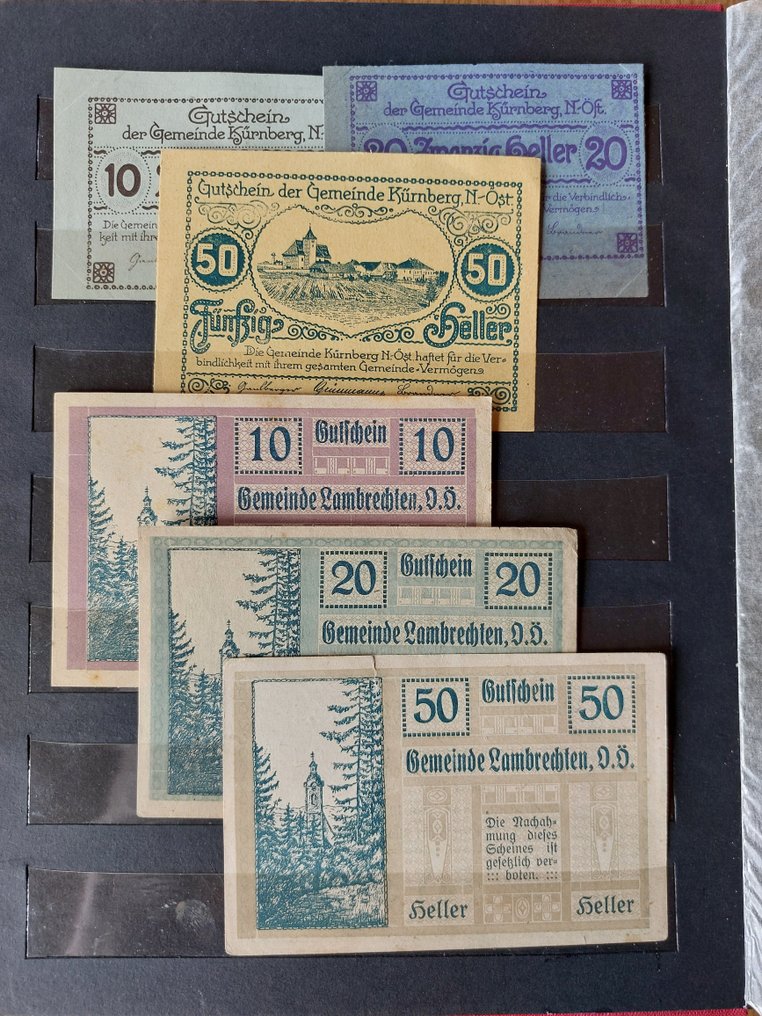 Gutschein
der Gemeinde Kürnberg, N-
10
Die Gemein
keit mit ihre
Gutschein
der Gemeinde Kürnberg, N-Öst.
20 Zwanzig Heller 20
die Verbindlich-
Vermögen
Gutschein der Gemeinde Kürnberg, N-Öst.
50 50
Fünfzig Heller
Die Gemeinde Kürnberg N-Öst haftet für die Ver-
bindlichkeit mit ihrem gesamten Gemeinde-Vermögen
10 Gutschein 10
Gemeinde Lambrechten, O.Ö.
20 Gutschein 20
Gemeinde Lambrechten, O.Ö.
50 Gutschein 50
Gemeinde Lambrechten, O.Ö.
Die Nachah-
mung dieses
Scheines ist
gesetzlich ver-
::: boten. :::
Heller Heller